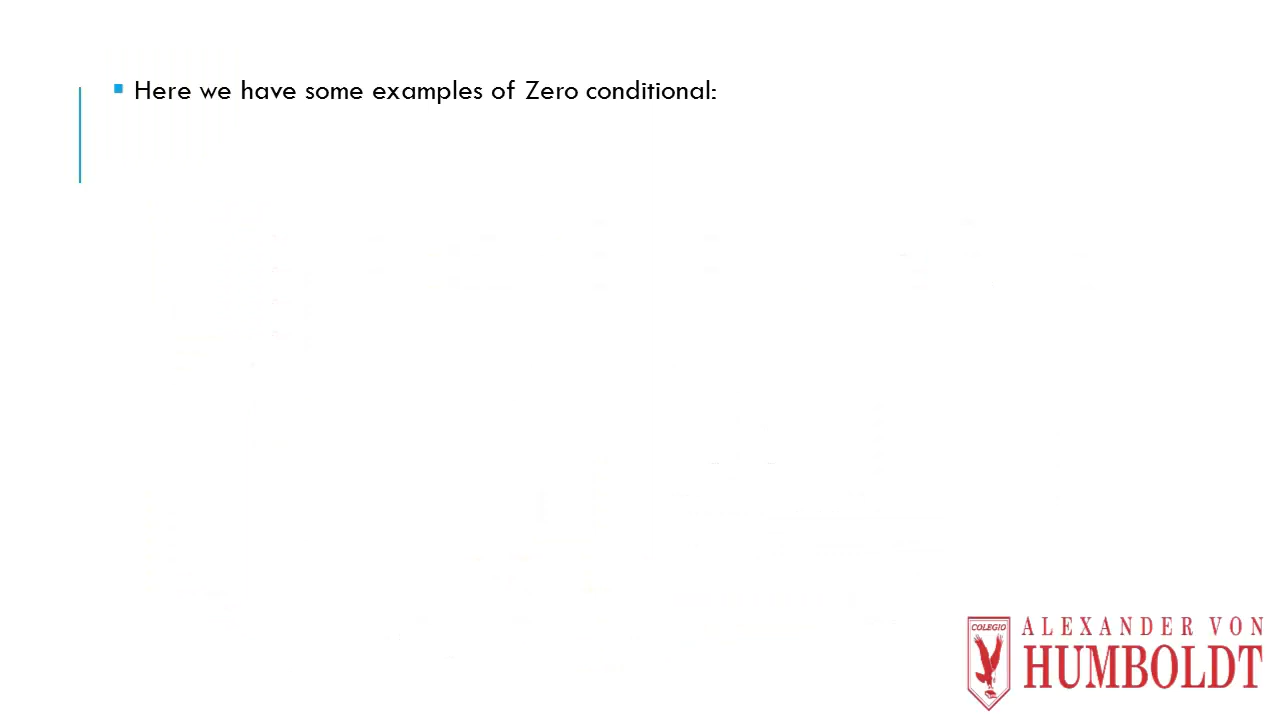 Here we have some examples of Zero conditional:
COLEGIO
ALEXANDER VON
HUMBOLDT